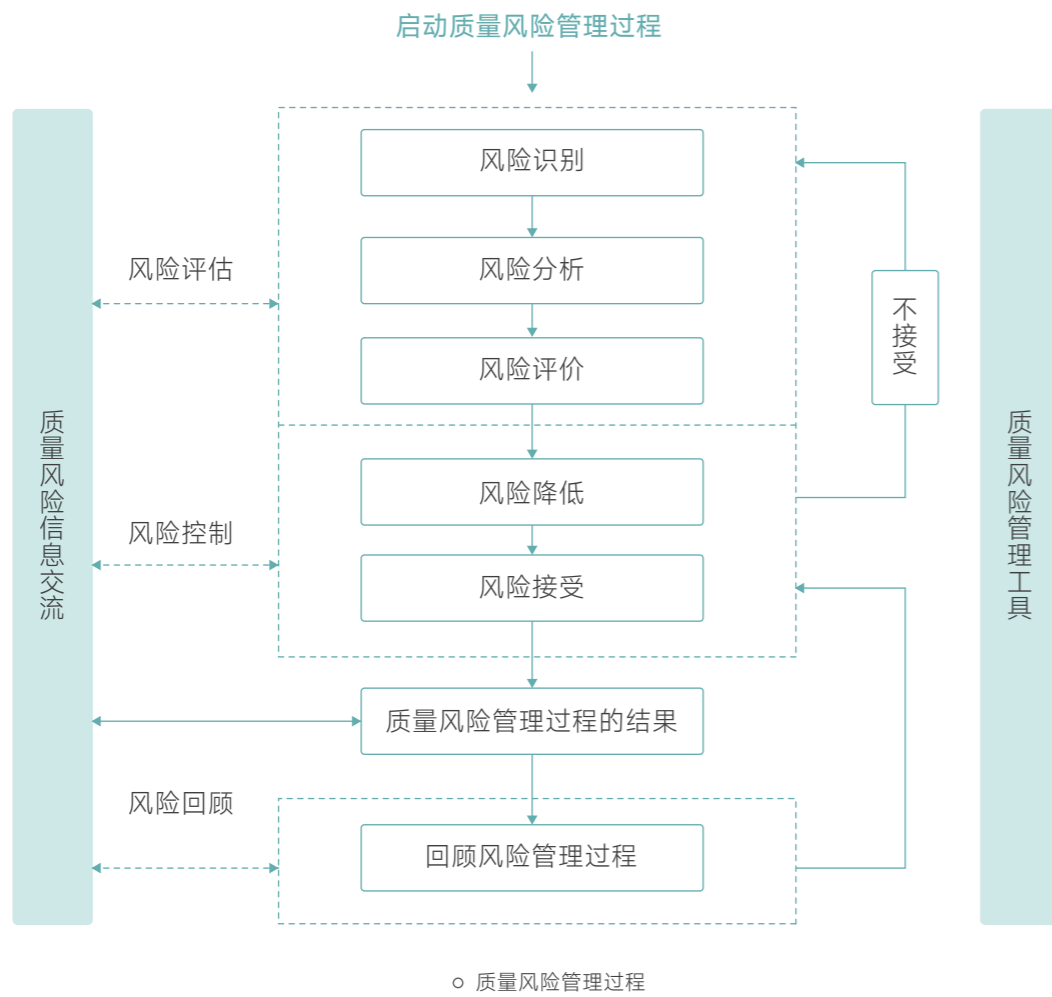 启动质量风险管理过程
风险识别
风险分析
风险评估
不接受
风险评价
质量风险信息交流
质量风险管理工具
风险降低
风险控制
风险接受
质量风险管理过程的结果
风险回顾
回顾风险管理过程
质量风险管理过程